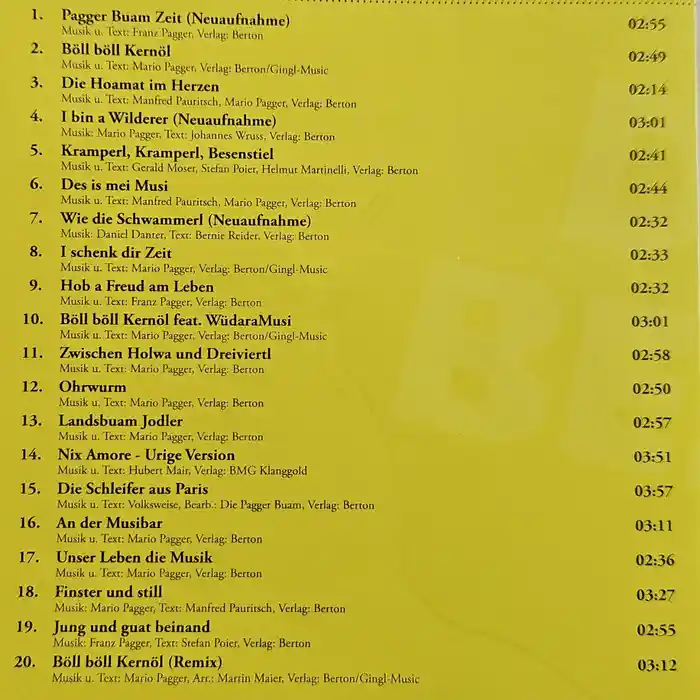 1. Pagger Buam Zeit (Neuaufnahme) 02:55
Musik u. Text: Franz Pagger, Verlag: Berton
2. Böll böll Kernöl 02:49
Musik u. Text: Mario Pagger, Verlag: Berton/Gingl-Music
3. Die Hoamat im Herzen 02:14
Musik u. Text: Manfred Pauritsch, Mario Pagger, Verlag: Berton
4. I bin a Wilderer (Neuaufnahme) 03:01
Musik: Mario Pagger, Text: Johannes Wruss, Verlag: Berton
5. Kramperl, Kramperl, Besenstiel 02:41
Musik u. Text: Gerald Moser, Stefan Poier, Helmut Martinelli, Verlag: Berton
6. Des is mei Musi 02:44
Musik u. Text: Manfred Pauritsch, Mario Pagger, Verlag: Berton
7. Wie die Schwammerl (Neuaufnahme) 02:32
Musik: Daniel Danter, Text: Bernie Reider, Verlag: Berton
8. I schenk dir Zeit 02:33
Musik u. Text: Mario Pagger, Verlag: Berton/Gingl-Music
9. Hob a Freud am Leben 02:32
Musik u. Text: Franz Pagger, Verlag: Berton
10. Böll böll Kernöl feat. WüdaraMusi 03:01
Musik u. Text: Mario Pagger, Verlag: Berton/Gingl-Music
11. Zwischen Holwa und Dreiviertl 02:58
Musik u. Text: Mario Pagger, Verlag: Berton
12. Ohrwurm 02:50
Musik u. Text: Mario Pagger, Verlag: Berton
13. Landsbuam Jodler 02:57
Musik u. Text: Mario Pagger, Verlag: Berton
14. Nix Amore - Urige Version 03:51
Musik u. Text: Hubert Mair, Verlag: BMG Klanggold
15. Die Schleifer aus Paris 03:57
Musik u. Text: Volksweise, Bearb.: Die Pagger Buam, Verlag: Berton
16. An der Musibar 03:11
Musik u. Text: Mario Pagger, Verlag: Berton
17. Unser Leben die Musik 02:36
Musik u. Text: Mario Pagger, Verlag: Berton
18. Finster und still 03:27
Musik: Mario Pagger, Text: Manfred Pauritsch, Verlag: Berton
19. Jung und guat beinand 02:55
Musik: Franz Pagger, Text: Stefan Poier, Verlag: Berton
20. Böll böll Kernöl (Remix) 03:12
Musik u. Text: Mario Pagger, Arr.: Martin Maier, Verlag: Berton/Gingl-Music